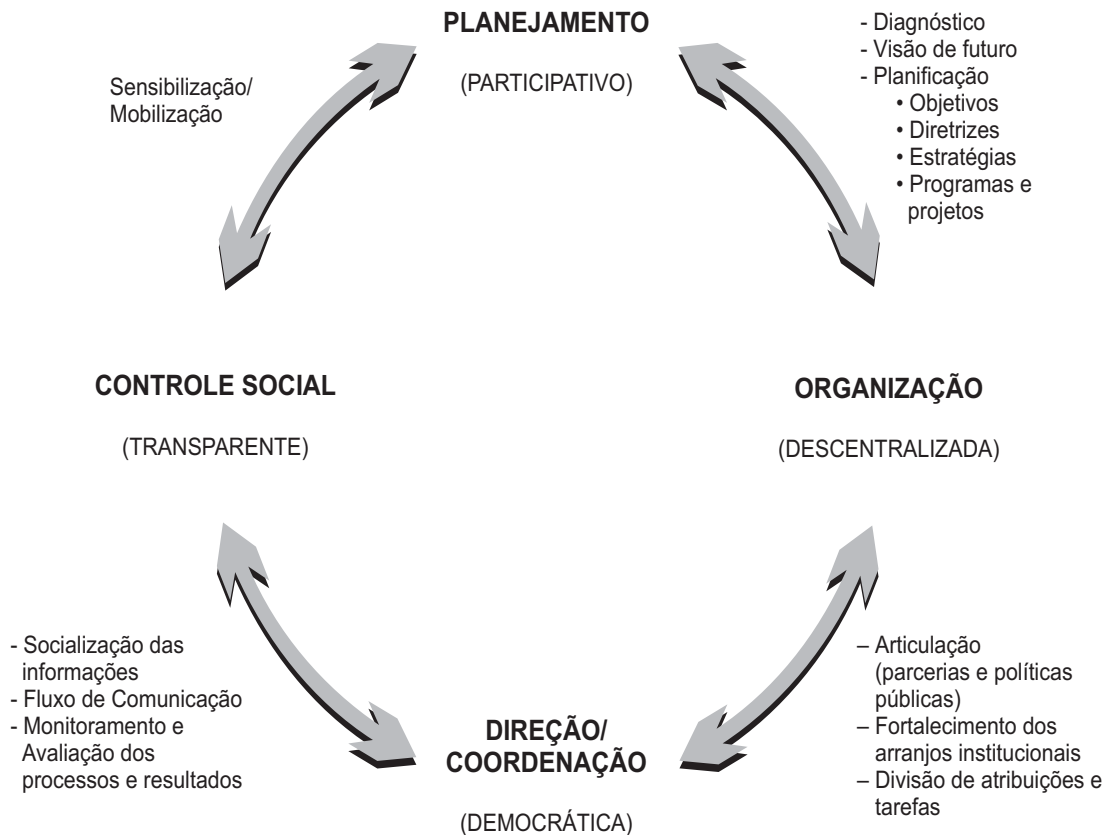 PLANEJAMENTO
(PARTICIPATIVO)
Sensibilização/
Mobilização
- Diagnóstico
- Visão de futuro
- Planificação
• Objetivos
• Diretrizes
• Estratégias
• Programas e
projetos
CONTROLE SOCIAL
(TRANSPARENTE)
ORGANIZAÇÃO
(DESCENTRALIZADA)
- Socialização das
informações
- Fluxo de Comunicação
- Monitoramento e
Avaliação dos
processos e resultados
DIREÇÃO/
COORDENAÇÃO
(DEMOCRÁTICA)
– Articulação
(parcerias e políticas
públicas)
– Fortalecimento dos
arranjos institucionais
– Divisão de atribuições e
tarefas